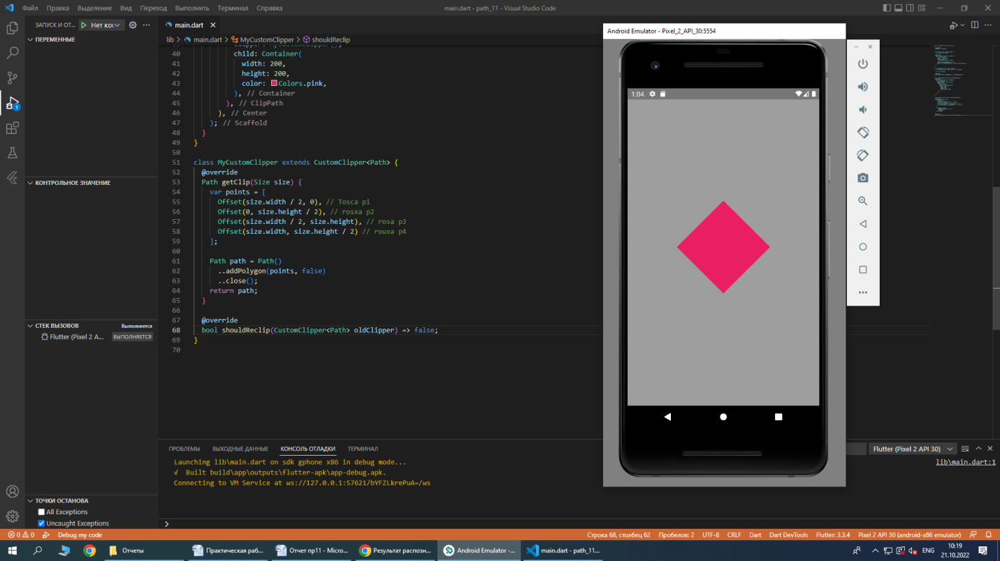 Файл Правка Выделение Вид Переход Выполнить Терминал Справка
main.dart - path_11 - Visual Studio Code
ЗАПУСК И ОТ... Нет ко
main.dart
lib > main.dart > MyCustomClipper > shouldReclip
ПЕРЕМЕННЫЕ
КОНТРОЛЬНОЕ ЗНАЧЕНИЕ
СТЕК ВЫЗОВОВ Выполняется
Flutter (Pixel 2 A... ВЫПОЛНЯЕТСЯ
1
ТОЧКИ ОСТАНОВА
All Exceptions
Uncaught Exceptions
40 child: Container(
41 width: 200,
42 height: 200,
43 color: Colors.pink,
44 ), // Container
45 ), // ClipPath
46 ), // Center
47 ); // Scaffold
48 }
49 }
50
51 class MyCustomClipper extends CustomClipper<Path> {
52 @override
53 Path getClip(Size size) {
54 var points = [
55 Offset(size.width / 2, 0), // Tosca pi
56 Offset(0, size.height / 2), // rosxa p2
57 Offset(size.width / 2, size.height), // rosa p3
58 Offset(size.width, size.height / 2) // rouxa p4
59 ];
60
61 Path path = Path()
62 ..addPolygon(points, false)
63 ..close();
64 return path;
65 }
66
67 @override
68 bool shouldReclip(CustomClipper<Path> oldClipper) => false;
69 }
70
Android Emulator - Pixel_2_API_30:5554
1:04
ПРОБЛЕМЫ ВЫХОДНЫЕ ДАННЫЕ КОНСОЛЬ ОТЛАДКИ ТЕРМИНАЛ
Flutter (Pixel 2 API 30)
Launching lib\main.dart on sdk gphone x86 in debug mode...
lib\main.dart:1
√ Built build\app\outputs\flutter-apk\app-debug.apk.
Connecting to VM Service at ws://127.0.0.1:57621/bYFZLkrePuA=/ws
0 0 Debug my code
Строка 68, столбец 62 Пробелов: 2 UTF-8 CRLF Dart Dart DevTools Flutter: 3.3.4 Pixel 2 API 30 (android-x86 emulator)
Отчеты
Практическая раб...
Отчет пр11 - Micros...
Результат распозн...
Android Emulator -...
main.dart - path_11...
ENG
10:19
21.10.2022